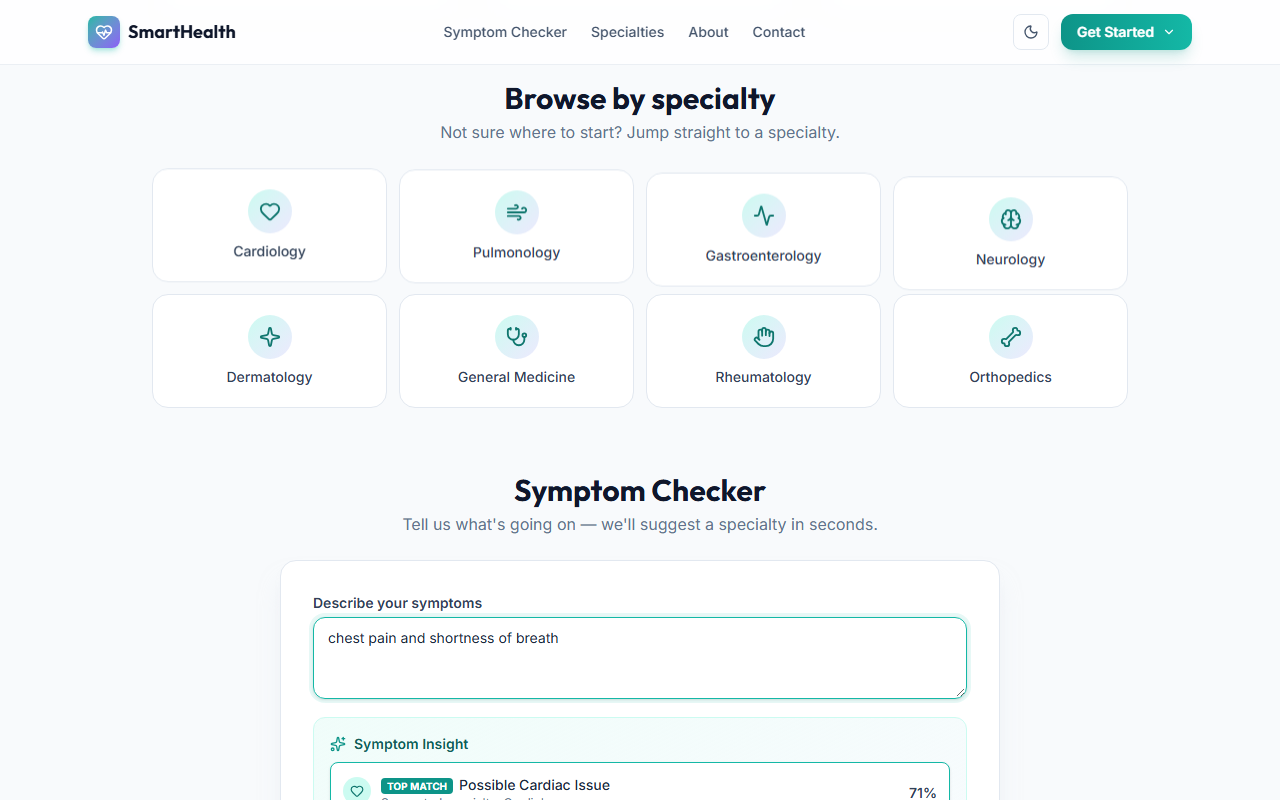 SmartHealth
Symptom Checker Specialties About Contact
Get Started
Browse by specialty
Not sure where to start? Jump straight to a specialty.
Cardiology
Pulmonology
Gastroenterology
Neurology
Dermatology
General Medicine
Rheumatology
Orthopedics
Symptom Checker
Tell us what's going on — we'll suggest a specialty in seconds.
Describe your symptoms
chest pain and shortness of breath
Symptom Insight
TOP MATCH Possible Cardiac Issue
71%